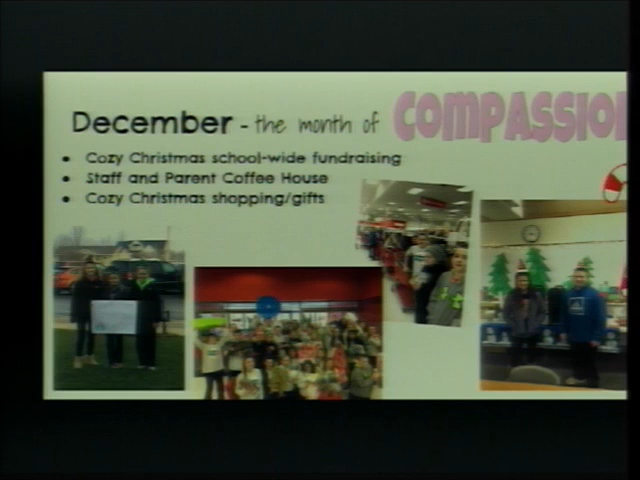 December - the month of COMPASSIO
Cozy Christmas school-wide fundraising
Staff and Parent Coffee House
Cozy Christmas shopping/gifts